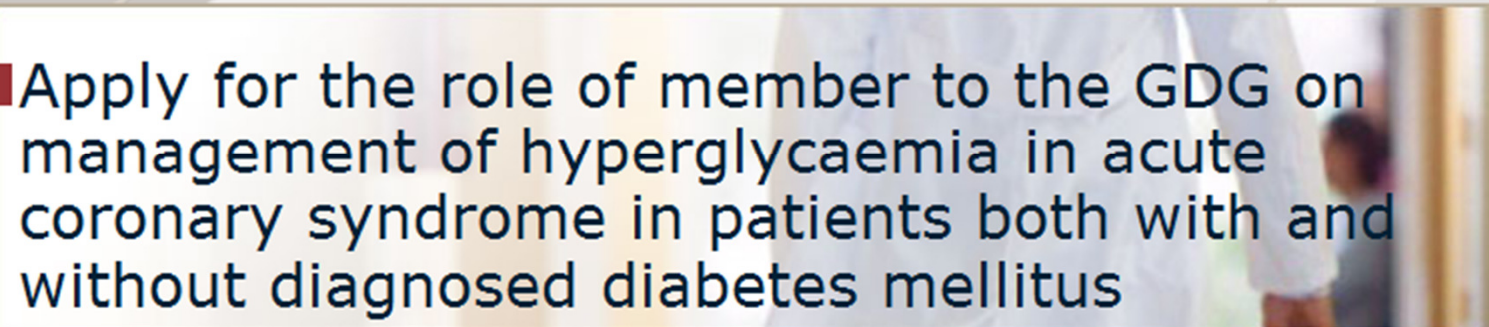 Apply for the role of member to the GDG on
management of hyperglycaemia in acute
coronary syndrome in patients both with and
without diagnosed diabetes mellitus